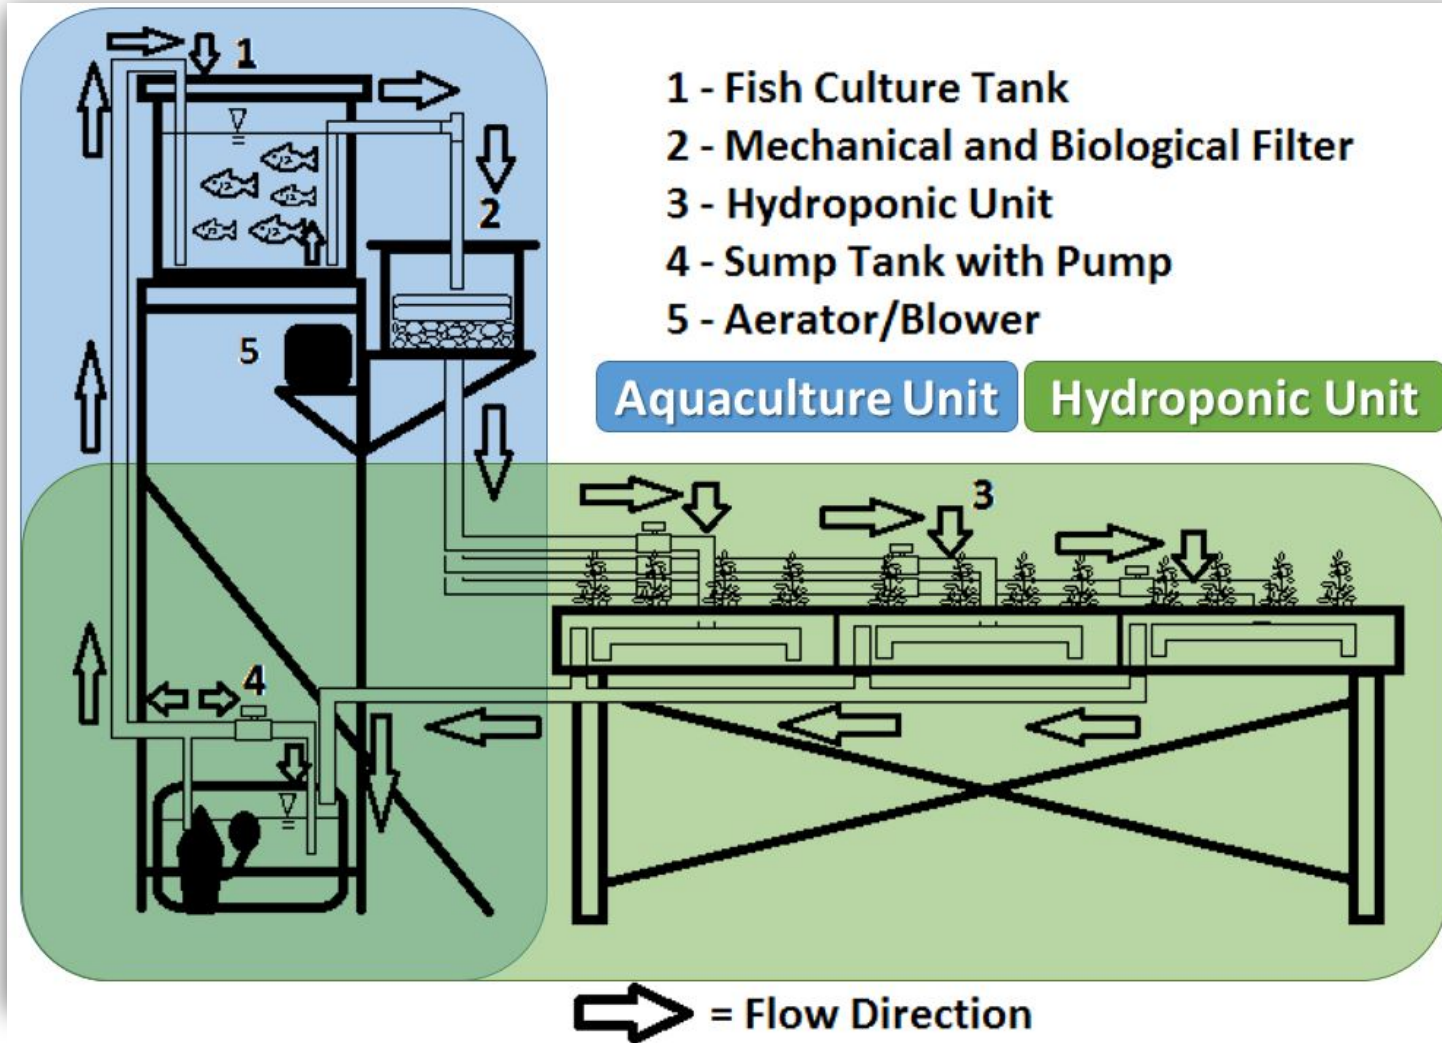 1
1 - Fish Culture Tank
2 - Mechanical and Biological Filter
2
3 - Hydroponic Unit
4 - Sump Tank with Pump
5 - Aerator/Blower
5
Aquaculture Unit
Hydroponic Unit
3
4
= Flow Direction